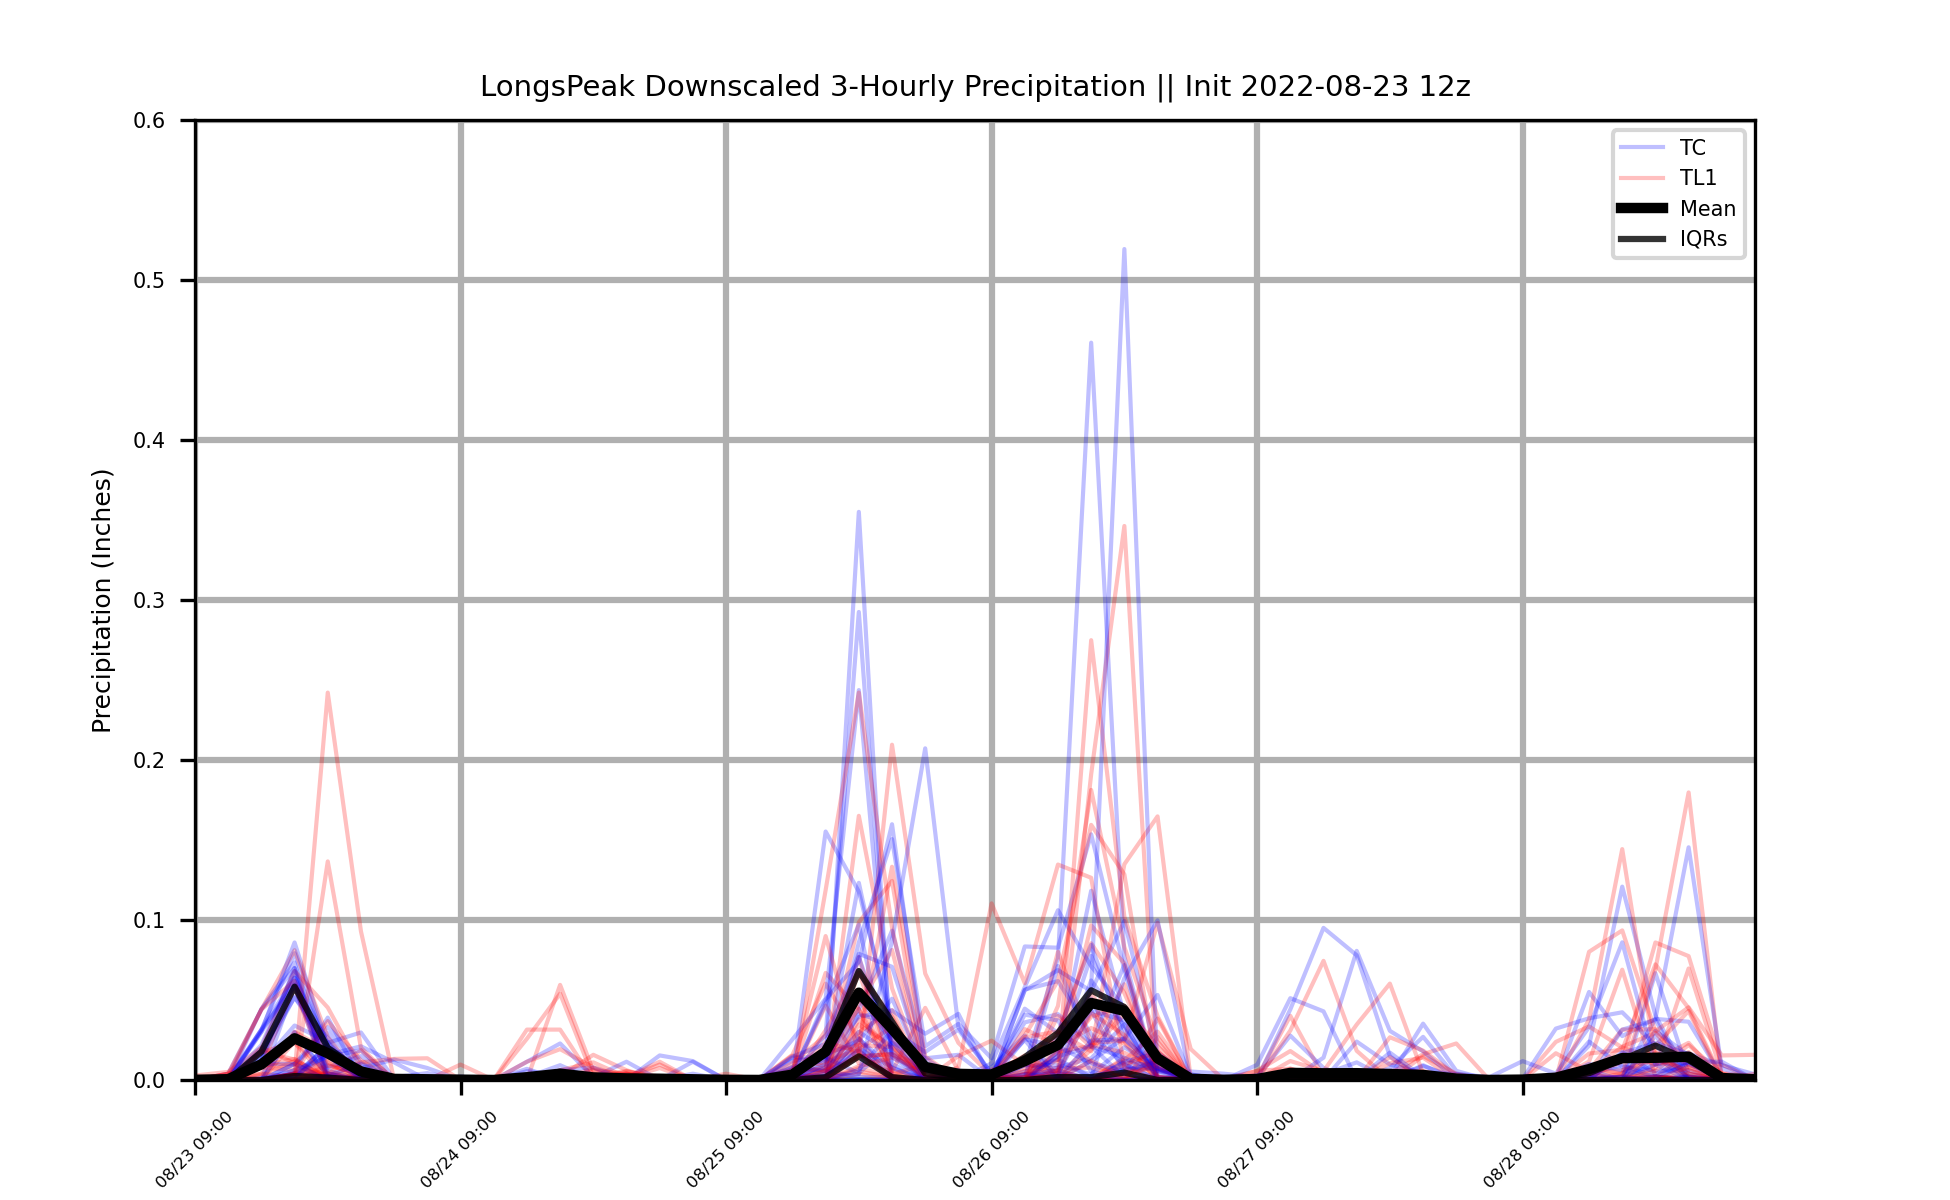 LongsPeak Downscaled 3-Hourly Precipitation || Init 2022-08-23 12z
TC
TL1
Mean
IQRs
Precipitation (Inches)
0.6
0.5
0.4
0.3
0.2
0.1
0.0
08/23 09:00
08/24 09:00
08/25 09:00
08/26 09:00
08/27 09:00
08/28 09:00